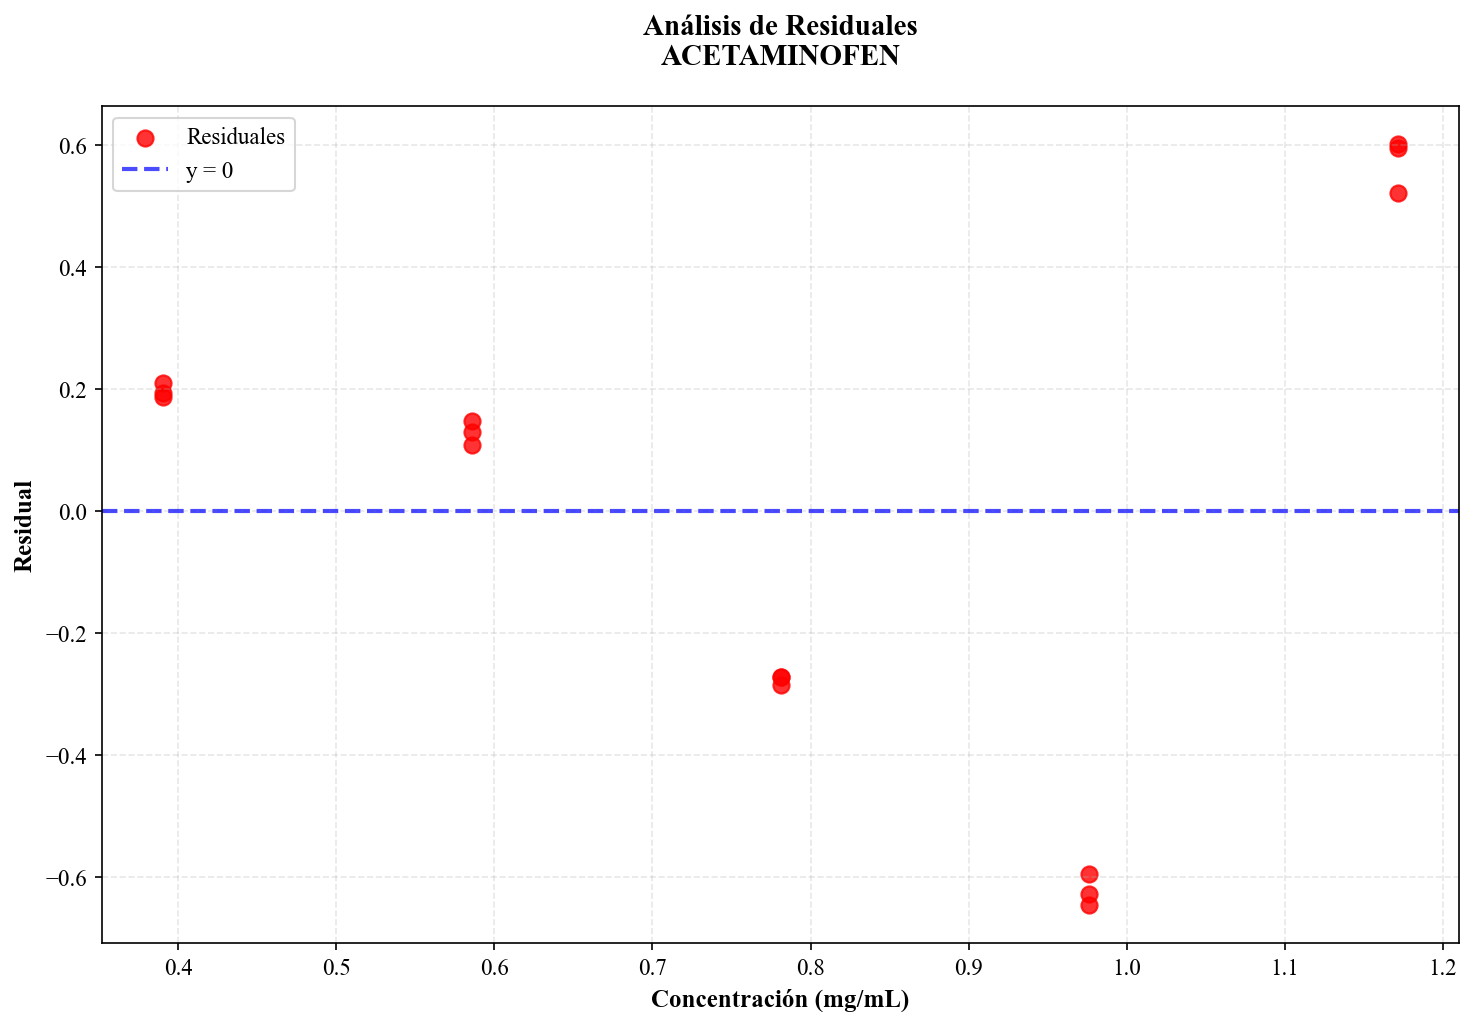 Análisis de Residuales
ACETAMINOFEN
Residuales
y = 0
0.6
0.4
0.2
0.0
−0.2
−0.4
−0.6
Residual
0.4 0.5 0.6 0.7 0.8 0.9 1.0 1.1 1.2
Concentración (mg/mL)